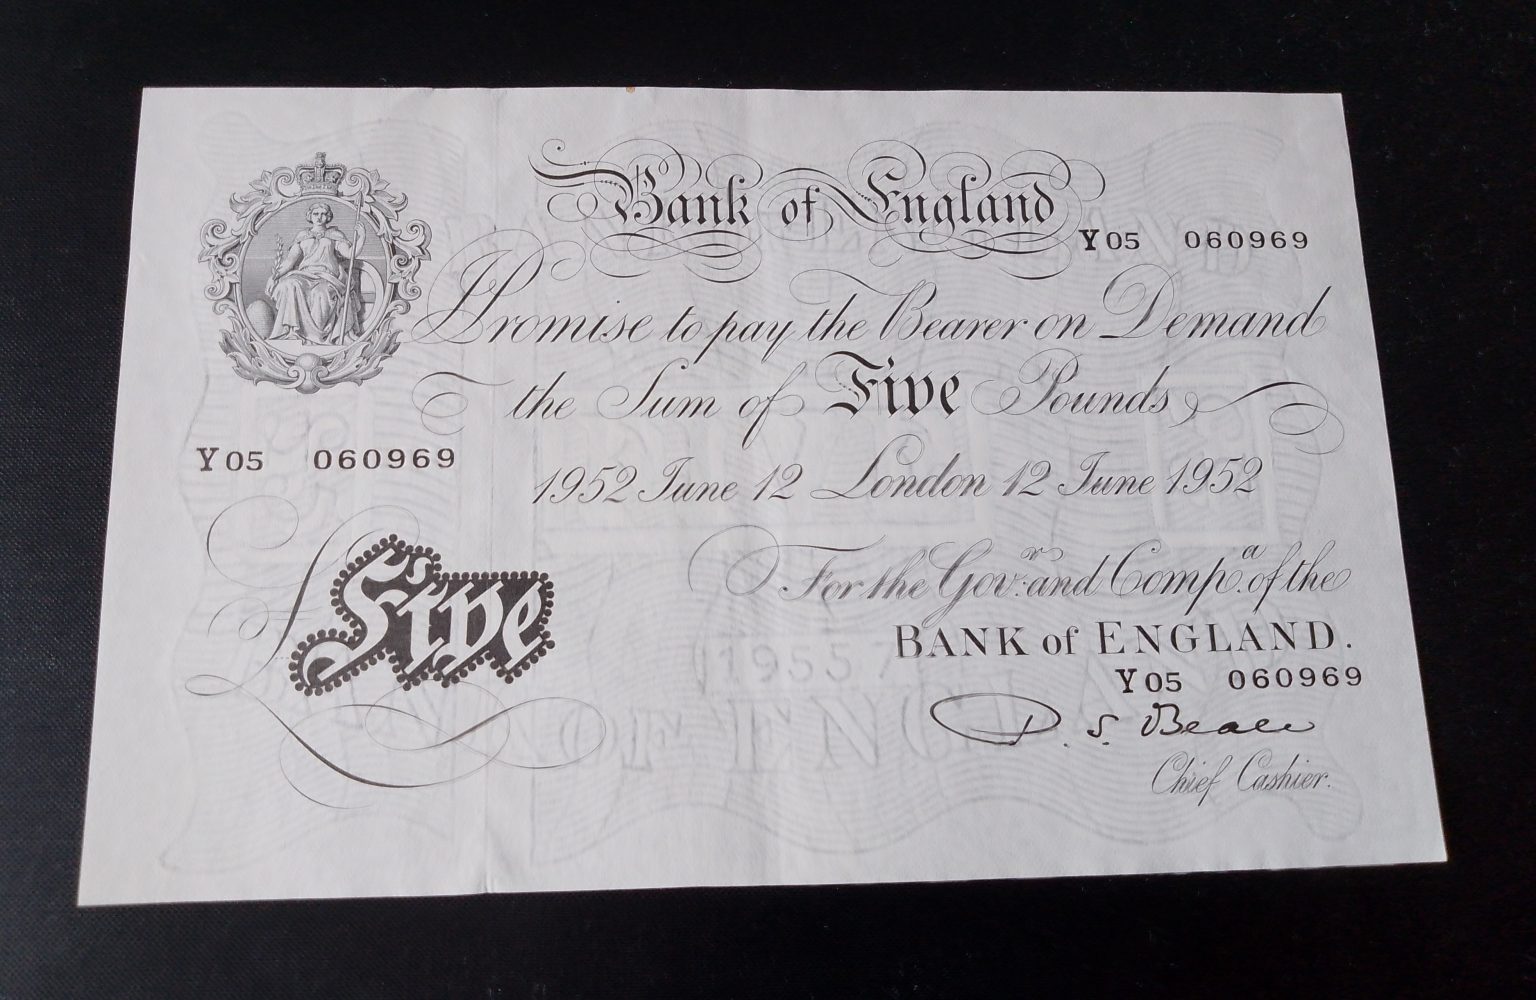 Bank of England
Y05 060969
I Promise to pay the Bearer on Demand
the Sum of Five Pounds
Y05 060969
1952 June 12 London 12 June 1952
For the Govr. and Compa. of the
BANK of ENGLAND.
Five
Y05 060969
P. S. Beale
Chief Cashier.